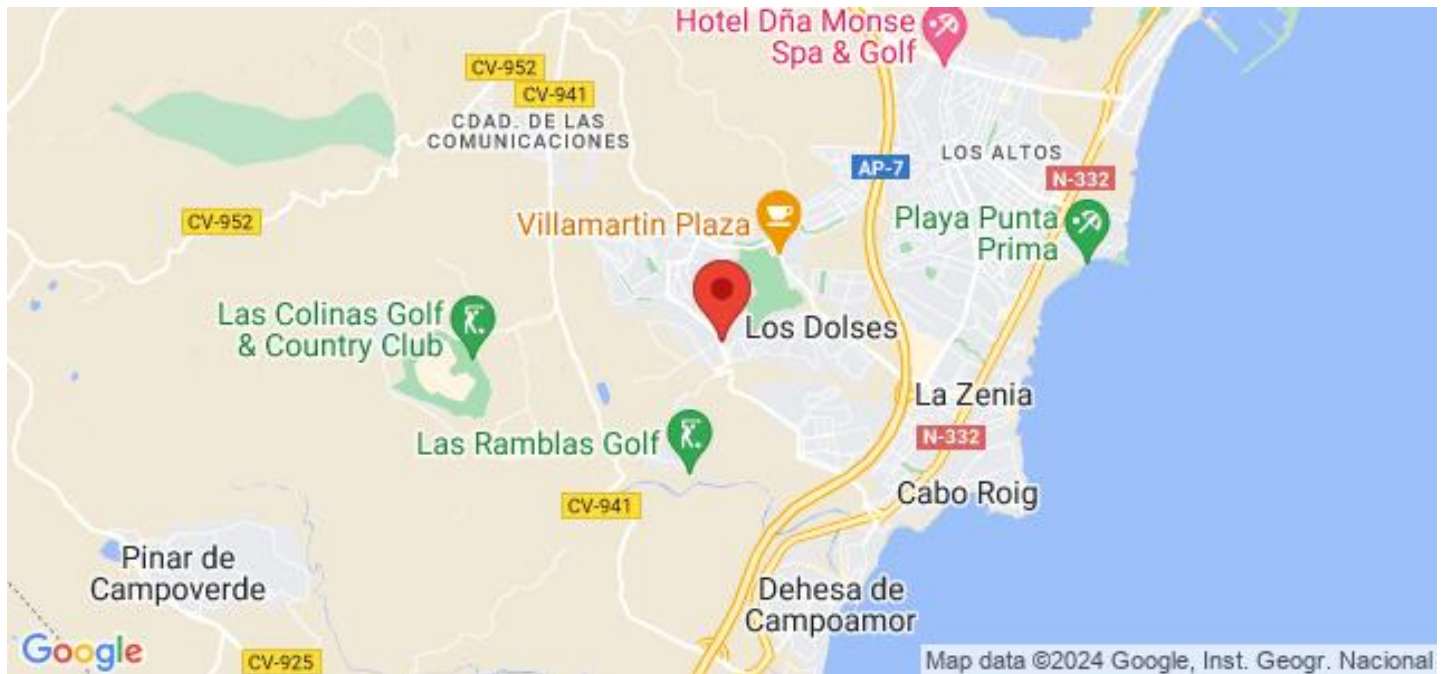 Hotel Dña Monse
Spa & Golf
CV-952
CV-941
CDAD. DE LAS
COMUNICACIONES
LOS ALTOS
AP-7
N-332
CV-952
Villamartin Plaza
Playa Punta
Prima
Las Colinas Golf
& Country Club
Los Dolses
La Zenia
N-332
Las Ramblas Golf
Cabo Roig
CV-941
Pinar de
Campoverde
Dehesa de
Campoamor
Google
CV-925
Map data ©2024 Google, Inst. Geogr. Nacional